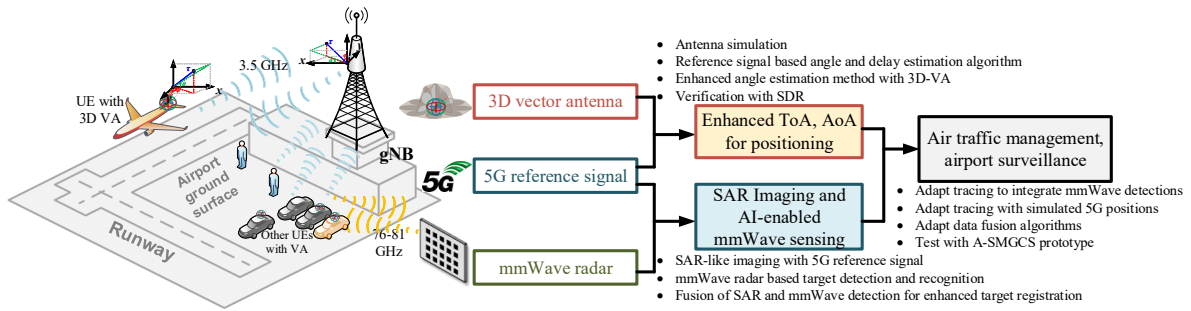 3.5 GHz
τ
x
τ
x
UE with
3D VA
gNB
Airport
ground
surface
Runway
Other UEs
with VA
76-81
GHz
3D vector antenna
5G
5G reference signal
mmWave radar
• Antenna simulation
• Reference signal based angle and delay estimation algorithm
• Enhanced angle estimation method with 3D-VA
• Verification with SDR
Enhanced ToA, AoA
for positioning
SAR Imaging and
AI-enabled
mmWave sensing
• SAR-like imaging with 5G reference signal
• mmWave radar based target detection and recognition
• Fusion of SAR and mmWave detection for enhanced target registration
Air traffic management,
airport surveillance
• Adapt tracing to integrate mmWave detections
• Adapt tracing with simulated 5G positions
• Adapt data fusion algorithms
• Test with A-SMGCS prototype